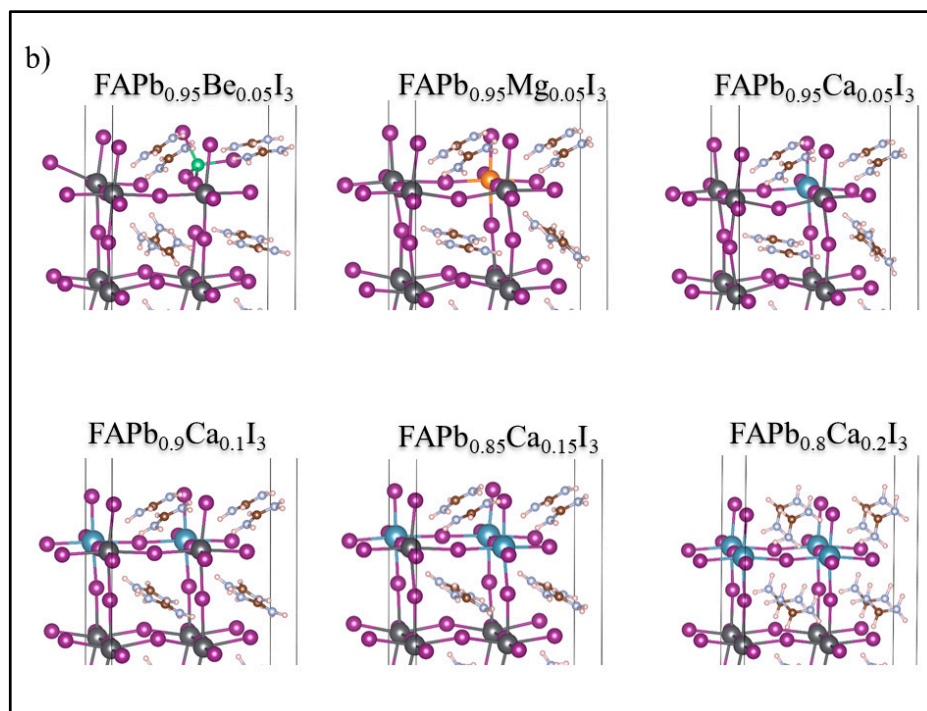 b)
FAPb₀.₉₅Be₀.₀₅I₃
FAPb₀.₉₅Mg₀.₀₅I₃
FAPb₀.₉₅Ca₀.₀₅I₃
FAPb₀.₉Ca₀.₁I₃
FAPb₀.₈₅Ca₀.₁₅I₃
FAPb₀.₈Ca₀.₂I₃